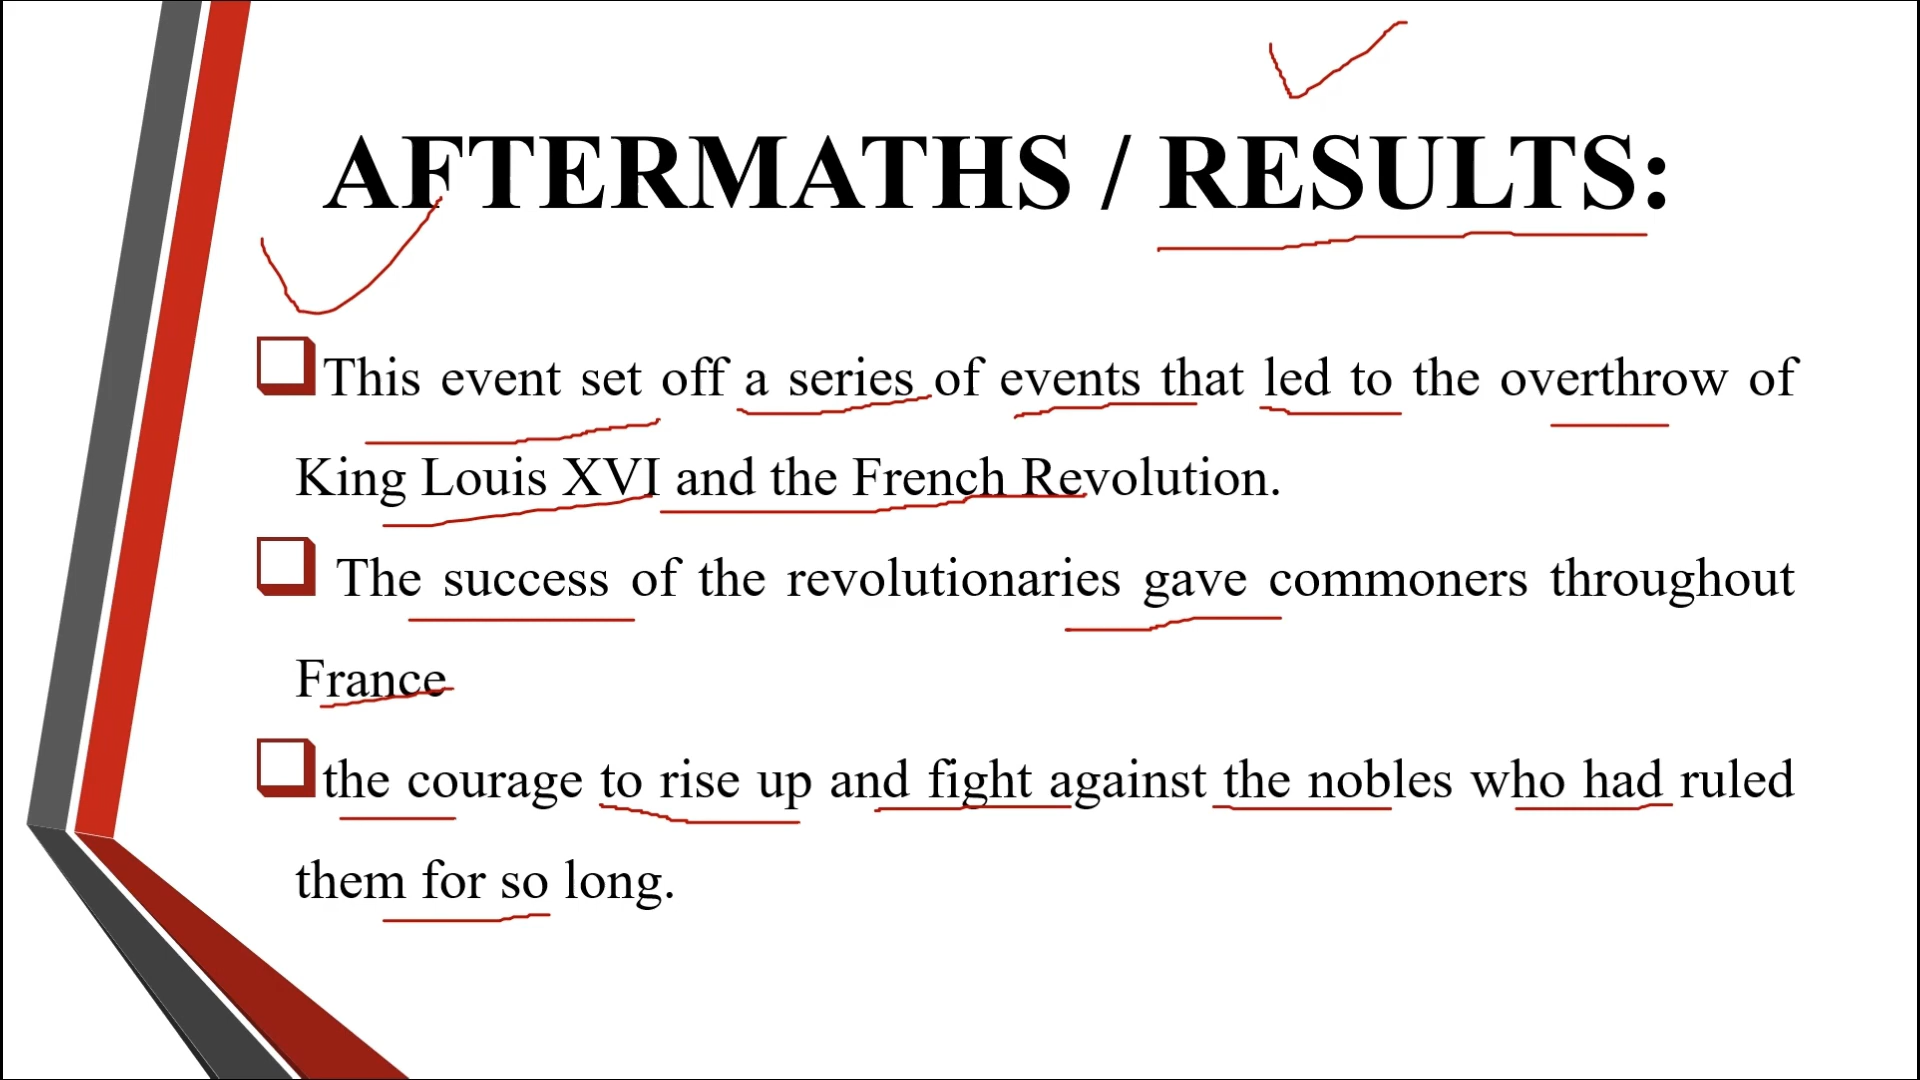 AFTERMATHS / RESULTS:
This event set off a series of events that led to the overthrow of
King Louis XVI and the French Revolution.
The success of the revolutionaries gave commoners throughout
France
the courage to rise up and fight against the nobles who had ruled
them for so long.